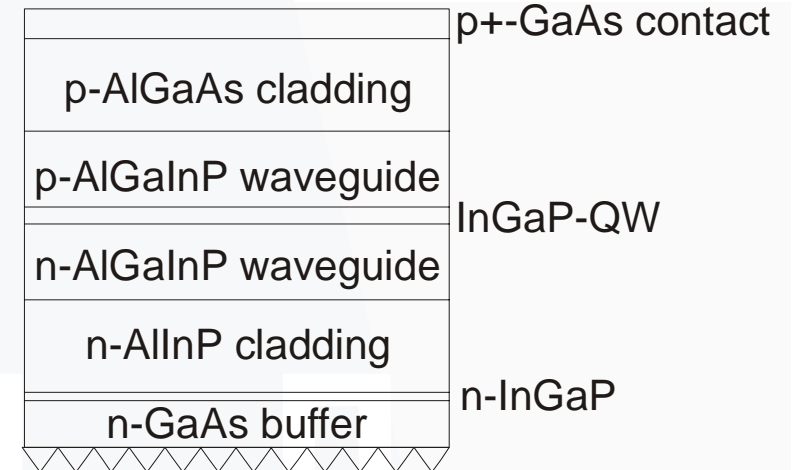 p+-GaAs contact
p-AlGaAs cladding
p-AlGaInP waveguide
InGaP-QW
n-AlGaInP waveguide
n-AlInP cladding
n-InGaP
n-GaAs buffer